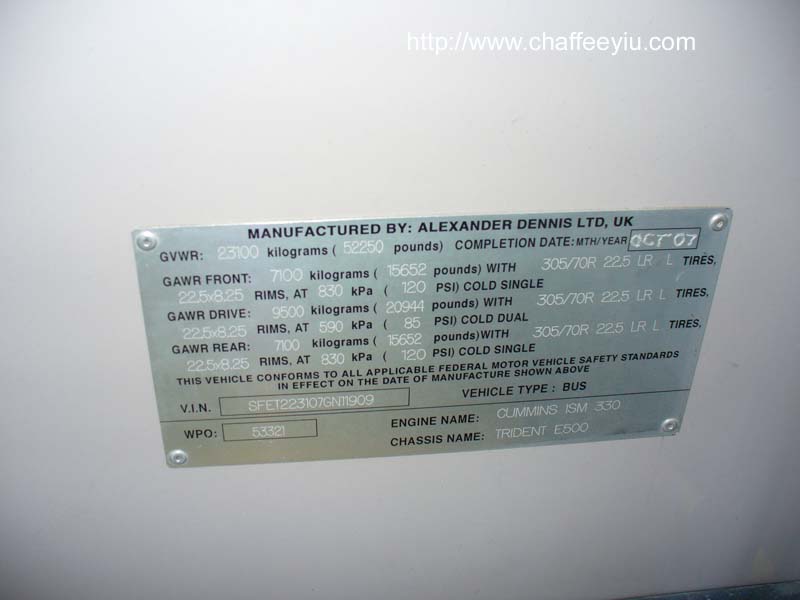 http://www.chaffeeyiu.com
MANUFACTURED BY: ALEXANDER DENNIS LTD, UK
GVWR: 23100 kilograms ( 52250 pounds) COMPLETION DATE: MTH/YEAR OCT'07
GAWR FRONT: 7100 kilograms ( 15652 pounds) WITH 305/70R 22.5 LR L TIRES,
22.5x8.25 RIMS, AT 830 kPa ( 120 PSI) COLD SINGLE
GAWR DRIVE: 9500 kilograms ( 20944 pounds) WITH 305/70R 22.5 LR L TIRES,
22.5x8.25 RIMS, AT 590 kPa ( 85 PSI) COLD DUAL
GAWR REAR: 7100 kilograms ( 15652 pounds)WITH 305/70R 22.5 LR L TIRES,
22.5x8.25 RIMS, AT 830 kPa ( 120 PSI) COLD SINGLE
THIS VEHICLE CONFORMS TO ALL APPLICABLE FEDERAL MOTOR VEHICLE SAFETY STANDARDS
IN EFFECT ON THE DATE OF MANUFACTURE SHOWN ABOVE
V.I.N. SFET223107GN11909 VEHICLE TYPE : BUS
WPO: 53321 ENGINE NAME: CUMMINS ISM 330
CHASSIS NAME: TRIDENT E500